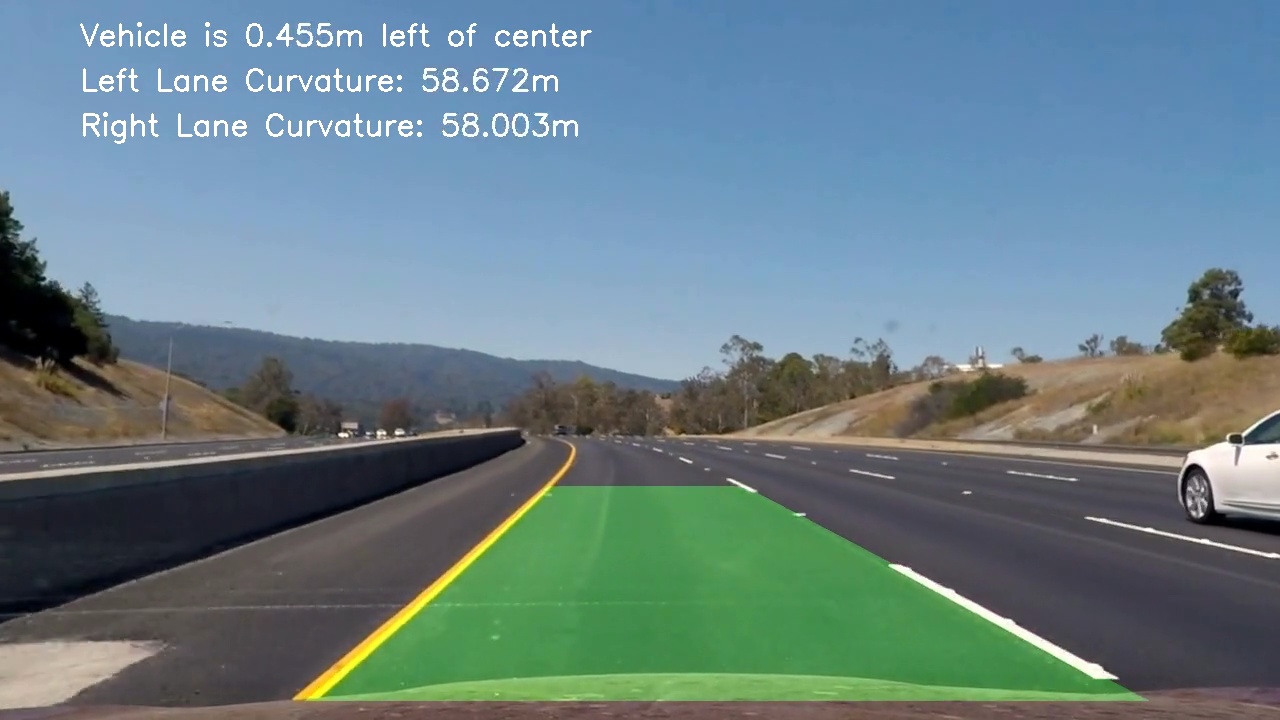 Vehicle is 0.455m left of center
Left Lane Curvature: 58.672m
Right Lane Curvature: 58.003m